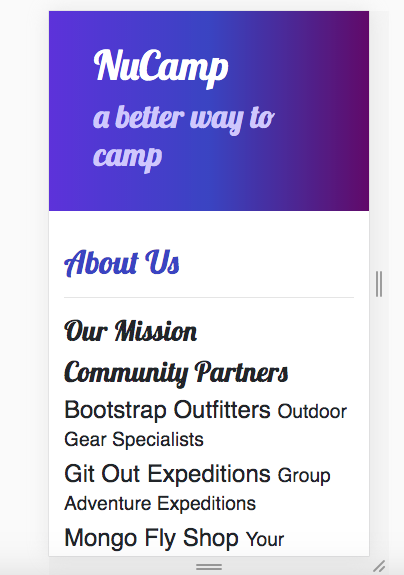 NuCamp
a better way to
camp
About Us
Our Mission
Community Partners
Bootstrap Outfitters Outdoor
Gear Specialists
Git Out Expeditions Group
Adventure Expeditions
Mongo Fly Shop Your